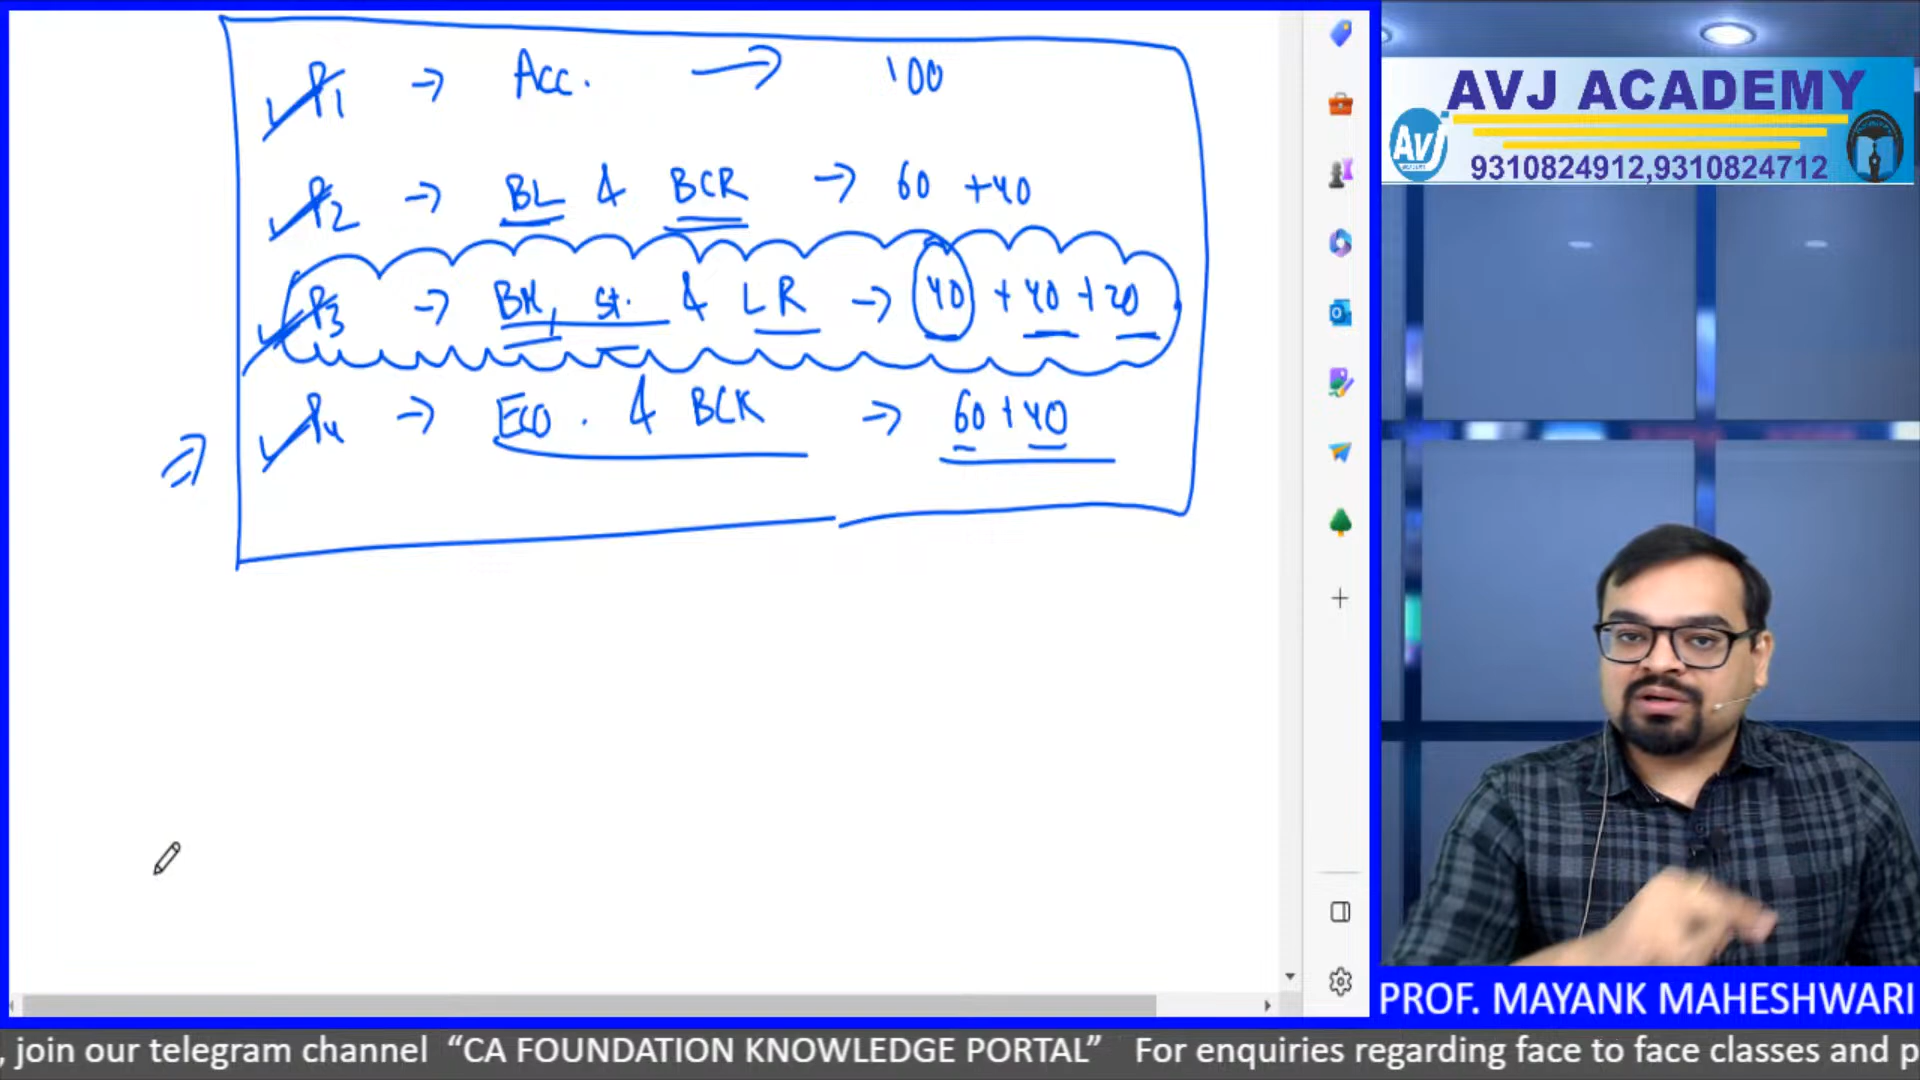 P1 → Acc. → 100
P2 → BL & BCR → 60 + 40
P3 → BM, St. & LR → 40 + 40 + 20
⇒ P4 → Eco. & BCK → 60 + 40
AVJ ACADEMY
AVJ
9310824912,9310824712
PROF. MAYANK MAHESHWARI
, join our telegram channel “CA FOUNDATION KNOWLEDGE PORTAL” For enquiries regarding face to face classes and p